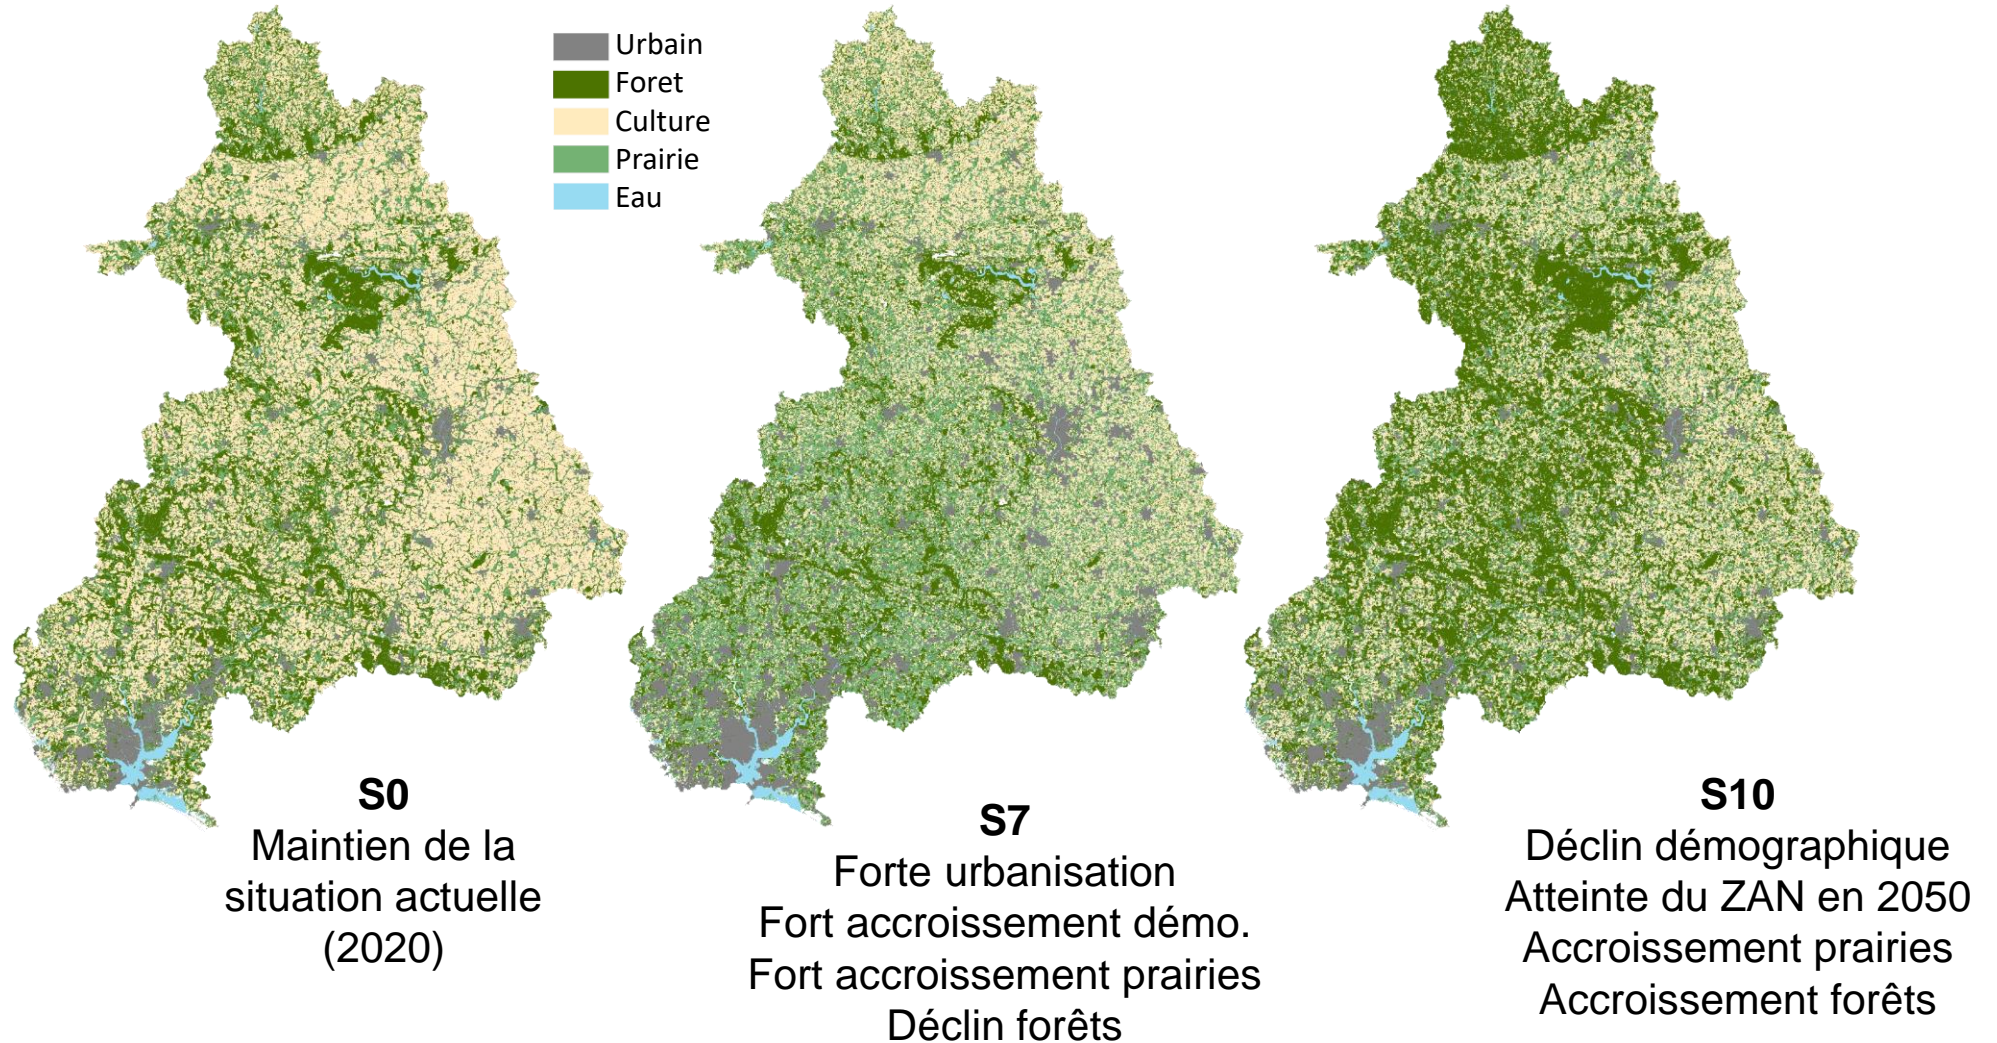 Urbain
Foret
Culture
Prairie
Eau
S0
Maintien de la
situation actuelle
(2020)
S7
Forte urbanisation
Fort accroissement démo.
Fort accroissement prairies
Déclin forêts
S10
Déclin démographique
Atteinte du ZAN en 2050
Accroissement prairies
Accroissement forêts